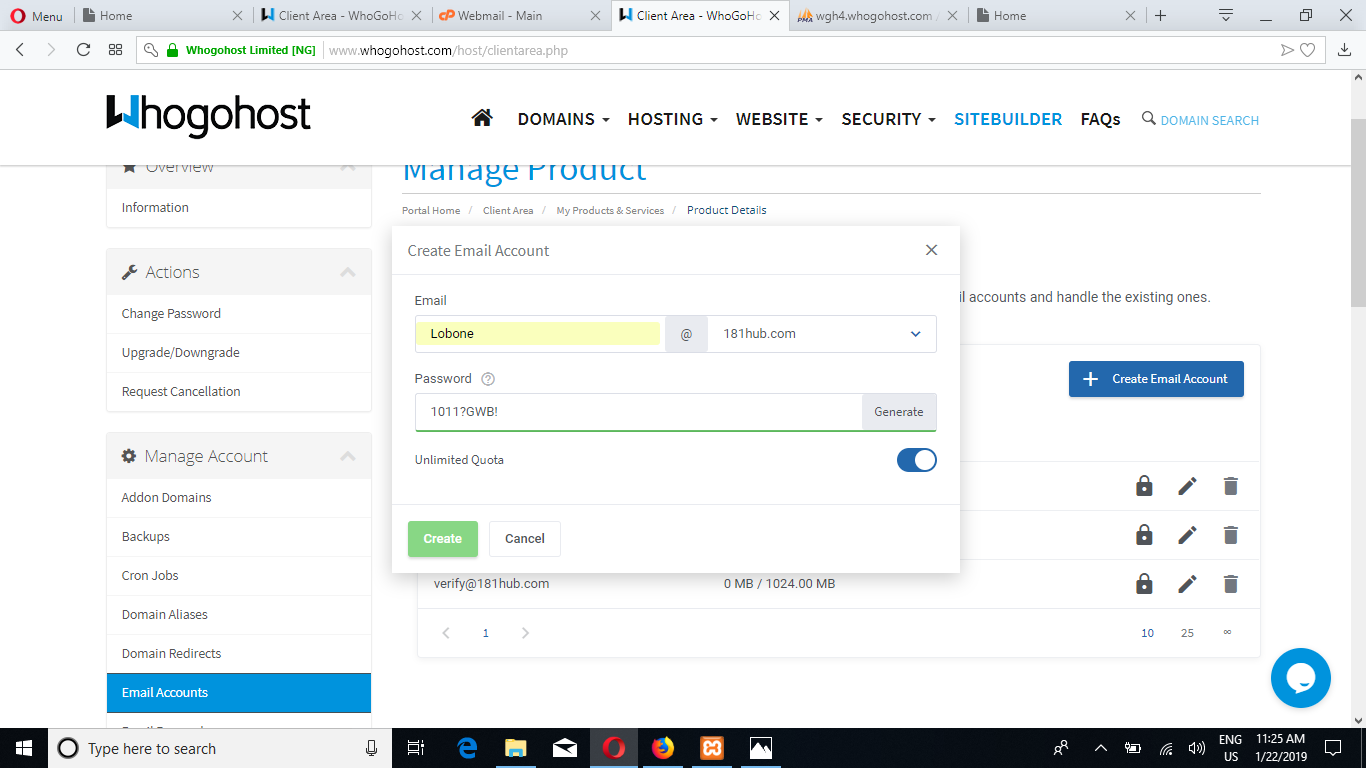 Menu
Home
Client Area - WhoGoHo
Webmail - Main
Client Area - WhoGoHo
wgh4.whogohost.com /
Home
Whogohost Limited [NG]
www.whogohost.com/host/clientarea.php
Whogohost
DOMAINS
HOSTING
WEBSITE
SECURITY
SITEBUILDER
FAQs
DOMAIN SEARCH
Overview
Information
Actions
Change Password
Upgrade/Downgrade
Request Cancellation
Manage Account
Addon Domains
Backups
Cron Jobs
Domain Aliases
Domain Redirects
Email Accounts
Manage Product
Portal Home / Client Area / My Products & Services / Product Details
il accounts and handle the existing ones.
+ Create Email Account
Create Email Account
Email
Lobone @ 181hub.com
Password
1011?GWB!
Generate
Unlimited Quota
Create
Cancel
verify@181hub.com 0 MB / 1024.00 MB
1
10 25 ∞
Type here to search
ENG
US
11:25 AM
1/22/2019